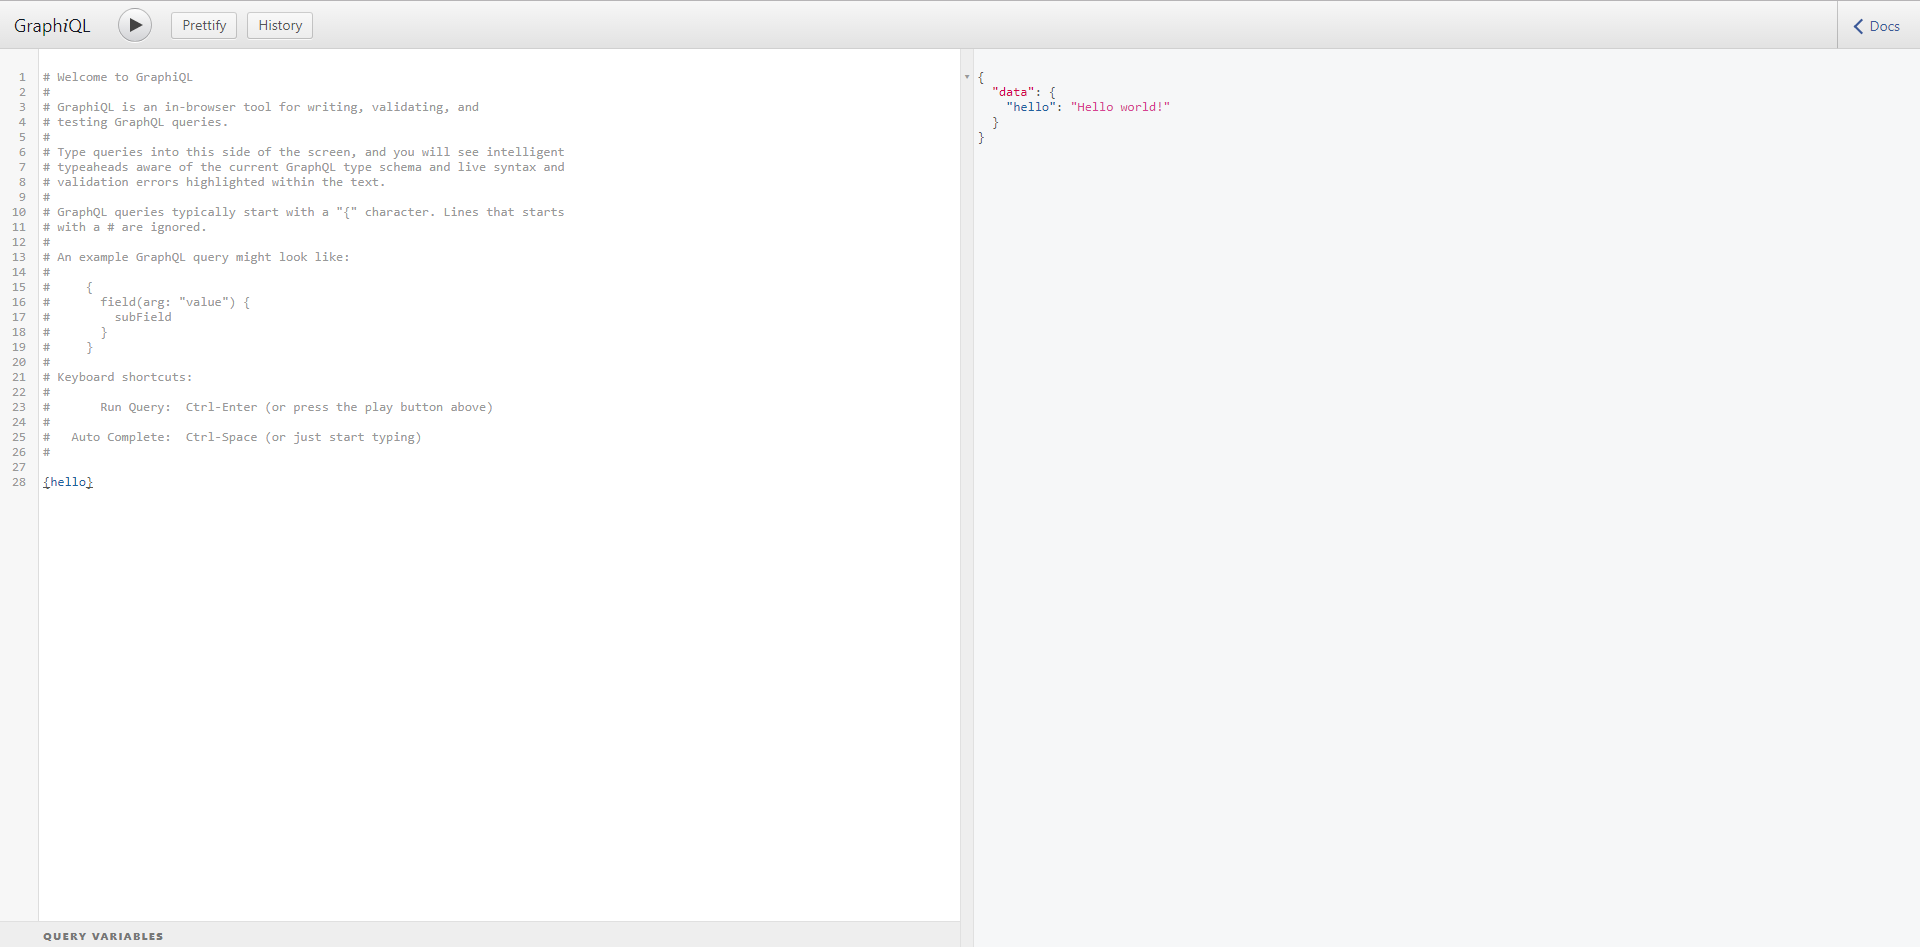 GraphiQL Prettify History Docs
1 # Welcome to GraphiQL
2 #
3 # GraphiQL is an in-browser tool for writing, validating, and
4 # testing GraphQL queries.
5 #
6 # Type queries into this side of the screen, and you will see intelligent
7 # typeaheads aware of the current GraphQL type schema and live syntax and
8 # validation errors highlighted within the text.
9 #
10 # GraphQL queries typically start with a "{" character. Lines that starts
11 # with a # are ignored.
12 #
13 # An example GraphQL query might look like:
14 #
15 #     {
16 #       field(arg: "value") {
17 #         subField
18 #       }
19 #     }
20 #
21 # Keyboard shortcuts:
22 #
23 #       Run Query:  Ctrl-Enter (or press the play button above)
24 #
25 #   Auto Complete:  Ctrl-Space (or just start typing)
26 #
27
28 {hello}
QUERY VARIABLES
{
  "data": {
    "hello": "Hello world!"
  }
}